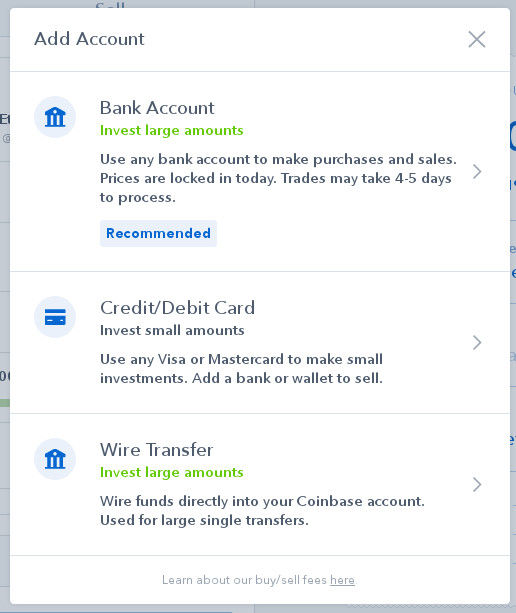 Sell
Add Account
Bank Account
Invest large amounts
Use any bank account to make purchases and sales.
Prices are locked in today. Trades may take 4-5 days
to process.
Recommended
Credit/Debit Card
Invest small amounts
Use any Visa or Mastercard to make small
investments. Add a bank or wallet to sell.
Wire Transfer
Invest large amounts
Wire funds directly into your Coinbase account.
Used for large single transfers.
Learn about our buy/sell fees here